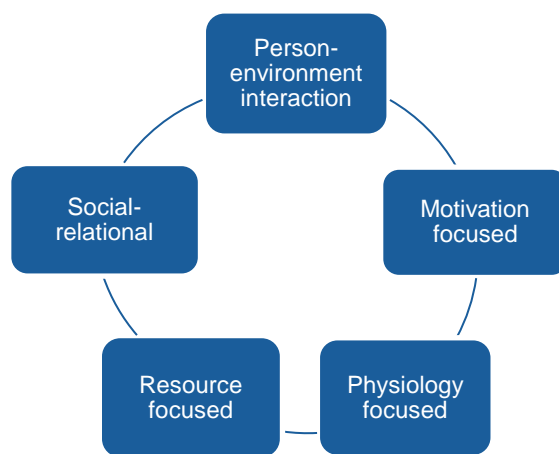 Person-
environment
interaction
Motivation
focused
Physiology
focused
Resource
focused
Social-
relational